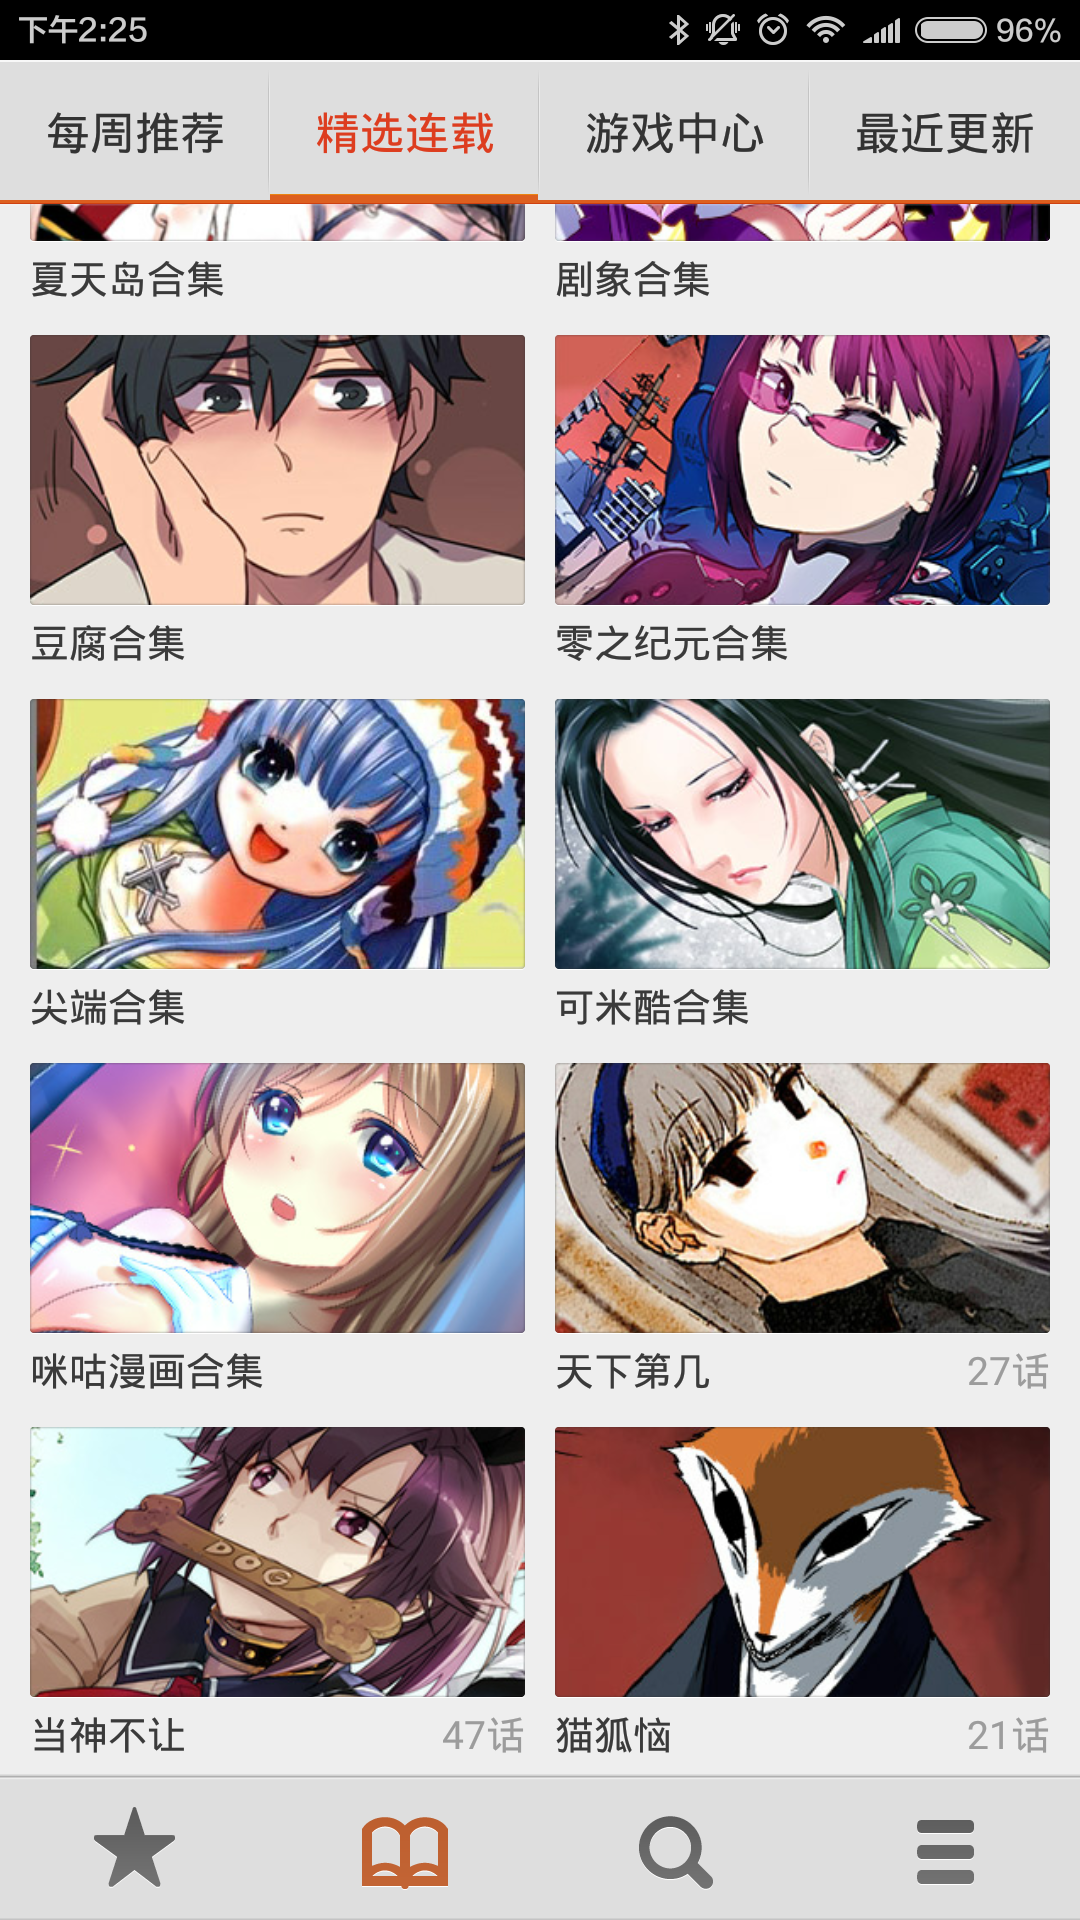 下午2:25
96%
每周推荐
精选连载
游戏中心
最近更新
夏天岛合集
剧象合集
豆腐合集
零之纪元合集
尖端合集
可米酷合集
咪咕漫画合集
天下第几
27话
DOG
当神不让
47话
猫狐恼
21话